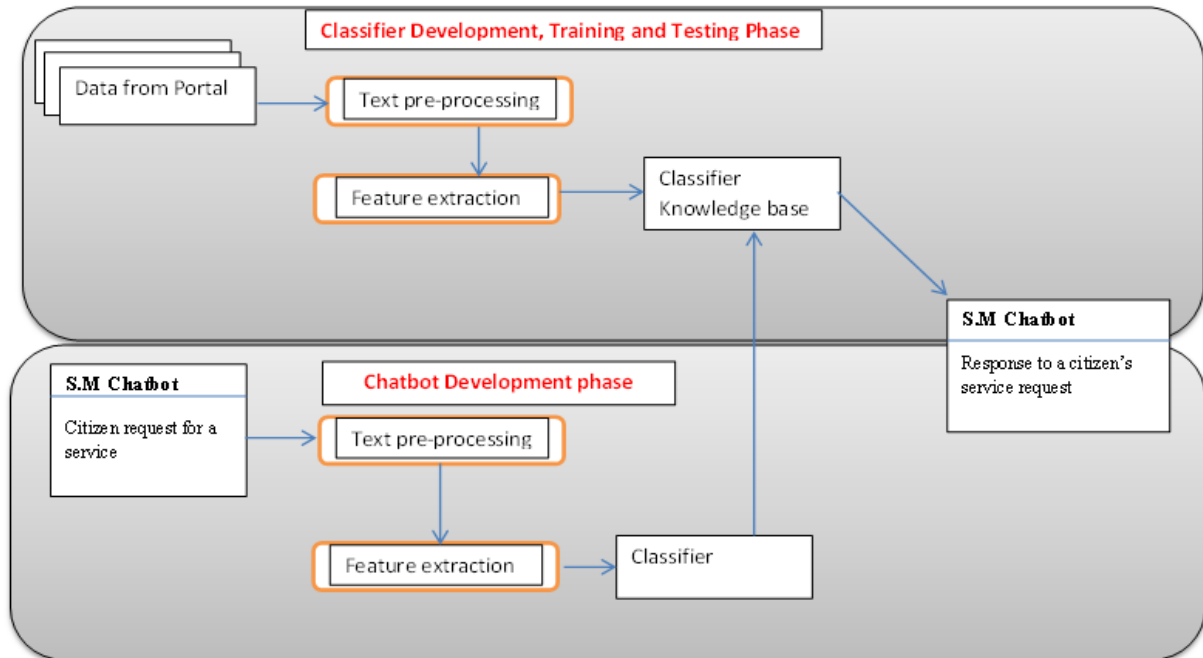 Classifier Development, Training and Testing Phase
Data from Portal
Text pre-processing
Feature extraction
Classifier
Knowledge base
S.M Chatbot
Response to a citizen's
service request
S.M Chatbot
Citizen request for a
service
Chatbot Development phase
Text pre-processing
Feature extraction
Classifier